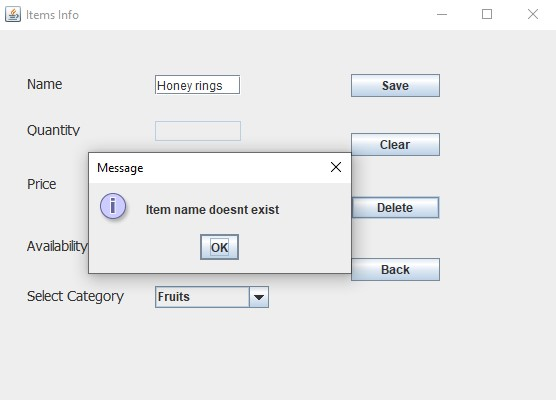 Items Info
Name
Honey rings
Save
Quantity
Clear
Message
Price
Item name doesnt exist
Delete
OK
Availability
Back
Select Category
Fruits